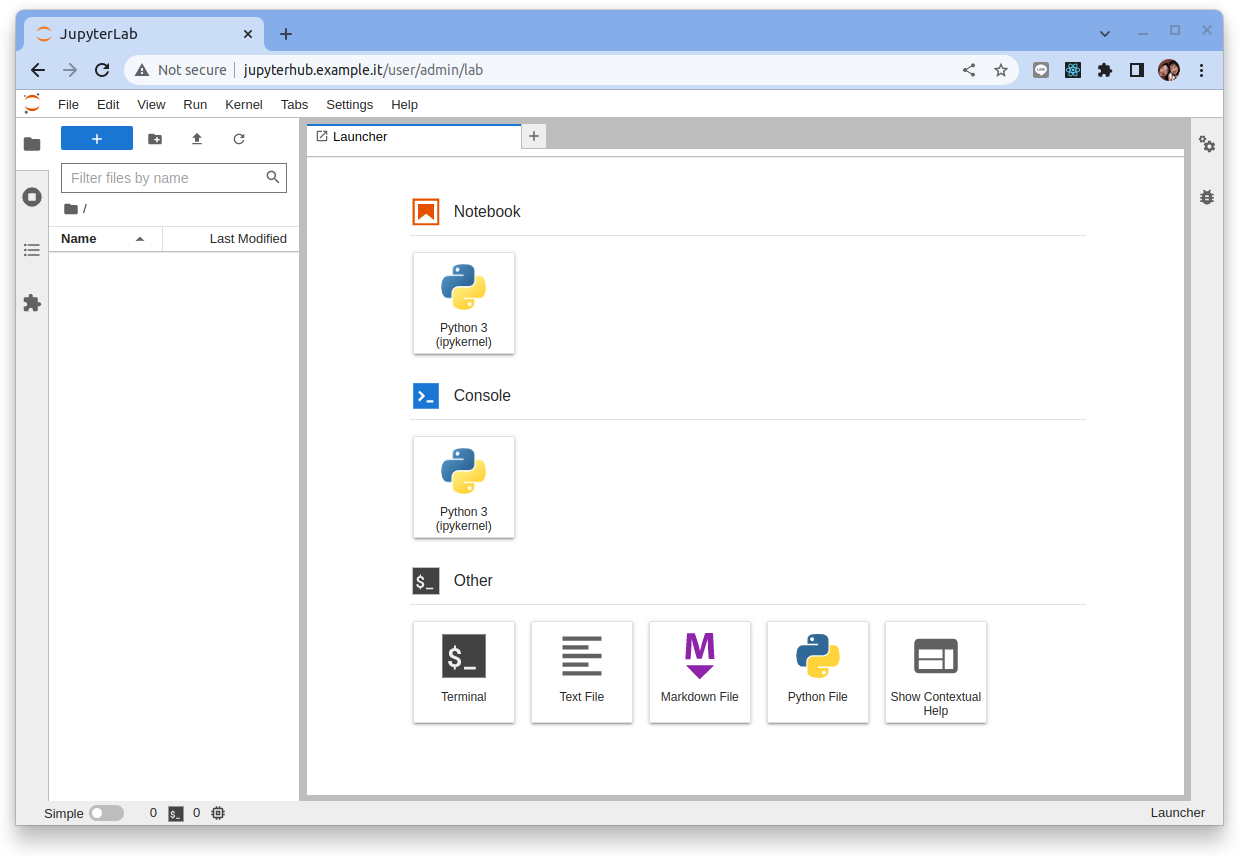 JupyterLab
Not secure jupyterhub.example.it/user/admin/lab
File Edit View Run Kernel Tabs Settings Help
Launcher
Filter files by name
/
Name Last Modified
Notebook
Python 3
(ipykernel)
Console
Python 3
(ipykernel)
$_ Other
$_ M
Terminal Text File Markdown File Python File Show Contextual
Help
Simple 0 $_ 0 Launcher